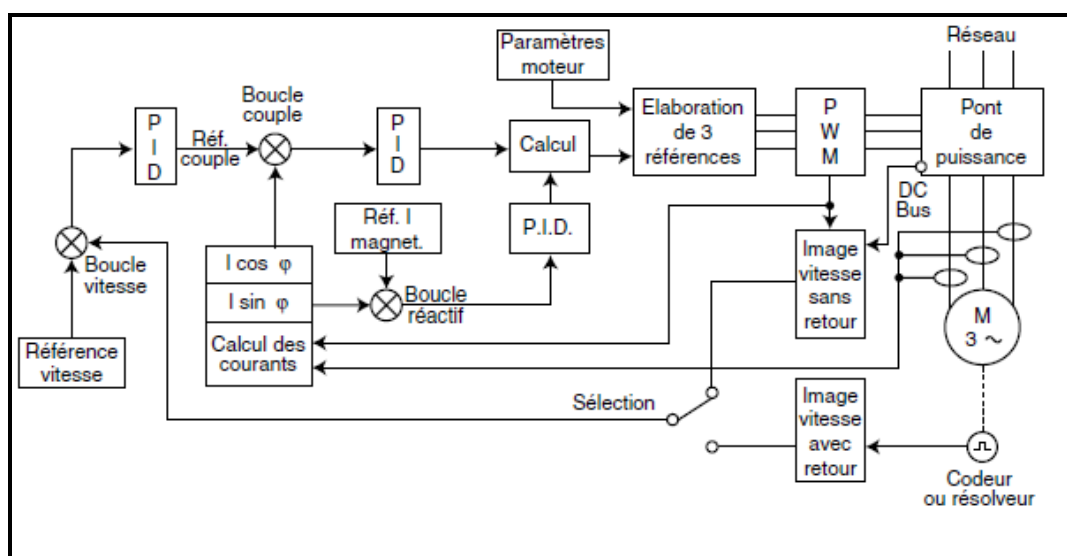 Réseau
Paramètres
moteur
P
I
D
Réf.
couple
Boucle
couple
P
I
D
Calcul
Elaboration
de 3
références
P
W
M
Pont
de
puissance
DC
Bus
Réf. I
magnet.
P.I.D.
Image
vitesse
sans
retour
Boucle
vitesse
I cos φ
I sin φ
Calcul des
courants
Boucle
réactif
M
3 ~
Référence
vitesse
Sélection
Image
vitesse
avec
retour
Codeur
ou résolveur